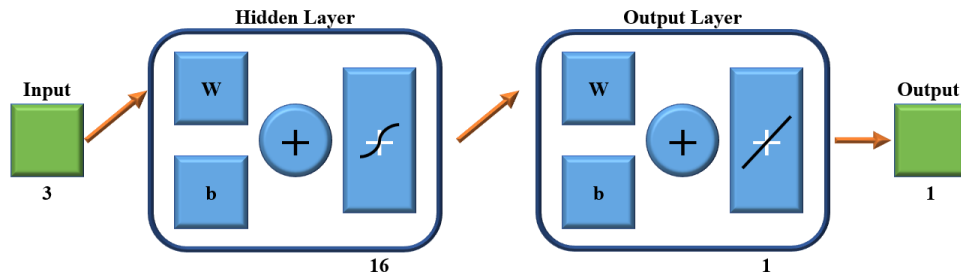 Hidden Layer
Output Layer
Input
W
W
Output
b
b
3
1
16
1